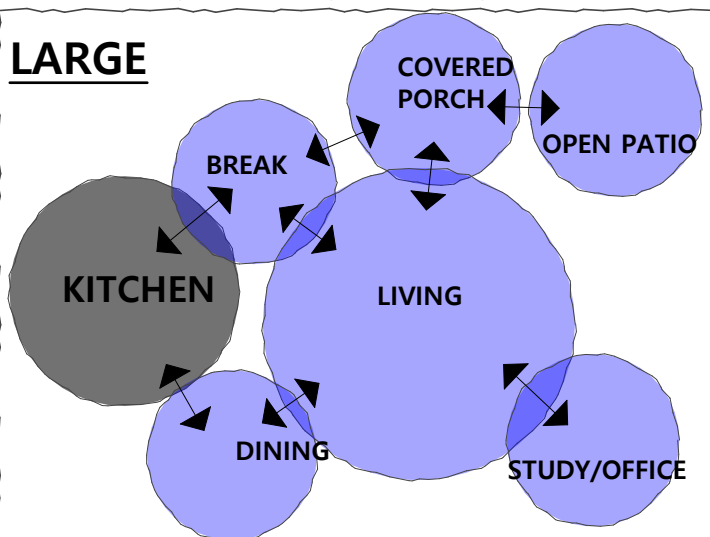 LARGE
COVERED
PORCH
OPEN PATIO
BREAK
KITCHEN
LIVING
DINING
STUDY/OFFICE